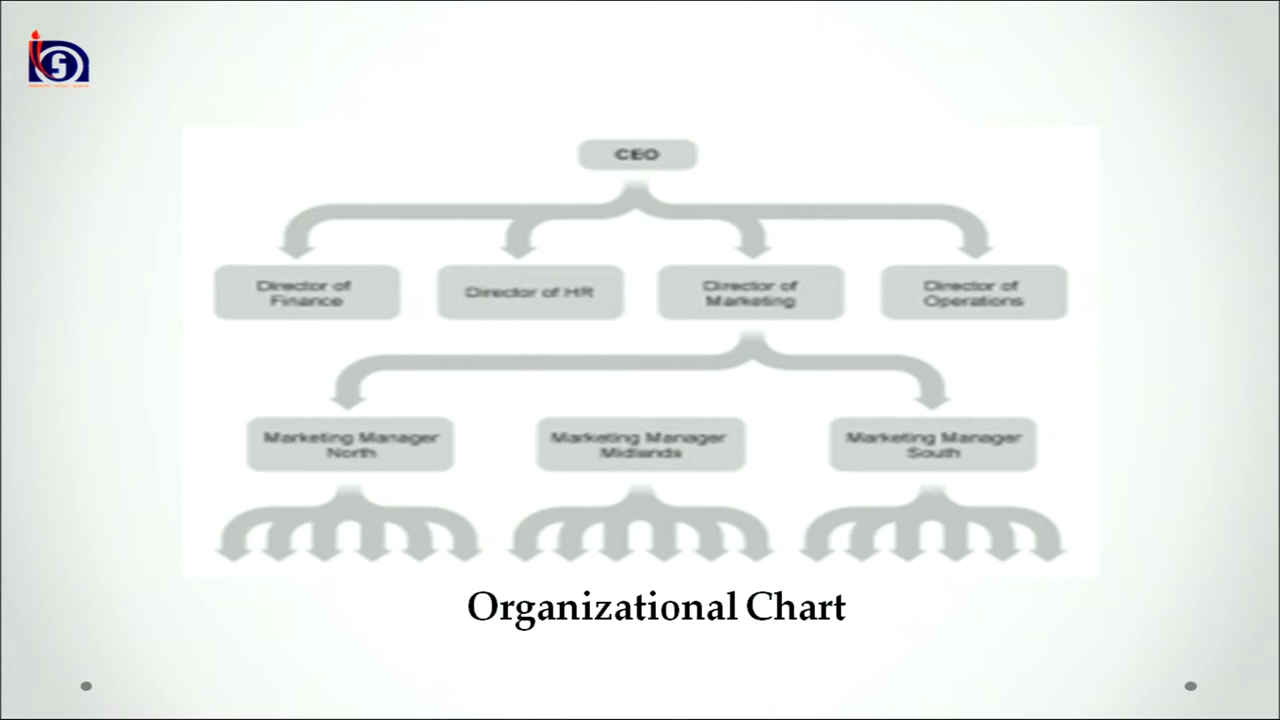 CEO
Director of
Finance
Director of HR
Director of
Marketing
Director of
Operations
Marketing Manager
North
Marketing Manager
Midlands
Marketing Manager
South
Organizational Chart